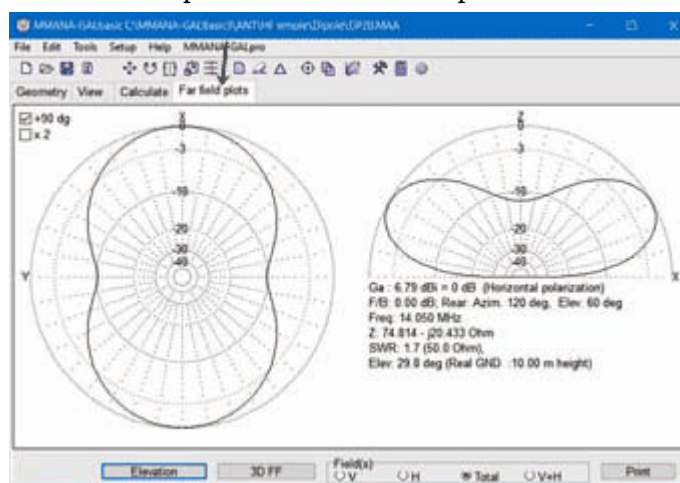 MMANA-GALbasic C:\MMANA-GALBasic3\ANT\HF simple\Dipole\DP20.MAA
File Edit Tools Setup Help MMANA-GALpro
Geometry View Calculate Far field plots
+90 dg
x 2
X
0
-3
-10
-20
-30
-40
Y
Z
0
-3
-10
-20
-30
-40
X
Ga : 6.79 dBi = 0 dB (Horizontal polarization)
F/B: 0.00 dB; Rear: Azim. 120 deg, Elev. 60 deg
Freq: 14.050 MHz
Z: 74.814 - j20.433 Ohm
SWR: 1.7 (50.0 Ohm),
Elev: 29.8 deg (Real GND :10.00 m height)
Elevation 3D FF Field(s) V H Total V+H Print